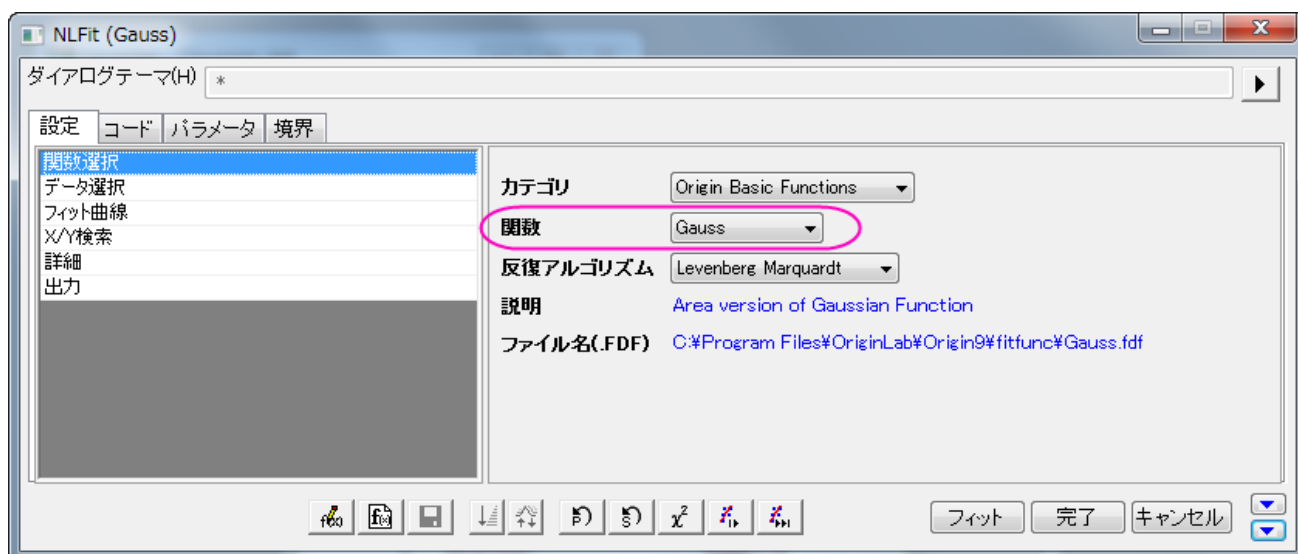 NLFit (Gauss)
ダイアログテーマ(H) *
設定 コード パラメータ 境界
関数選択
データ選択
フィット曲線
X/Y検索
詳細
出力
カテゴリ Origin Basic Functions
関数 Gauss
反復アルゴリズム Levenberg Marquardt
説明 Area version of Gaussian Function
ファイル名(.FDF) C:¥Program Files¥OriginLab¥Origin9¥fitfunc¥Gauss.fdf
フィット 完了 キャンセル